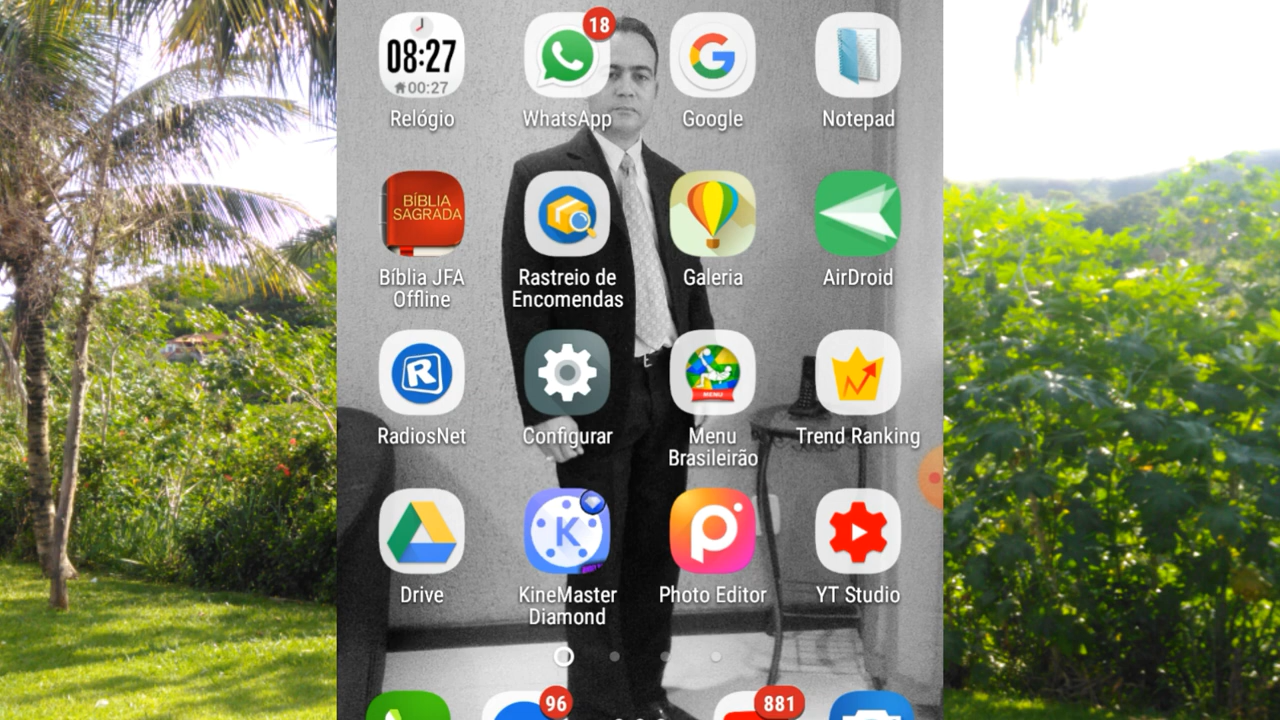 08:27
00:27
18
Relógio
WhatsApp
Google
Notepad
BÍBLIA
SAGRADA
Bíblia JFA
Offline
Rastreio de
Encomendas
Galeria
AirDroid
R
MENU
RadiosNet
Configurar
Menu
Brasileirão
Trend Ranking
K
Drive
KineMaster
Diamond
Photo Editor
YT Studio
96
881